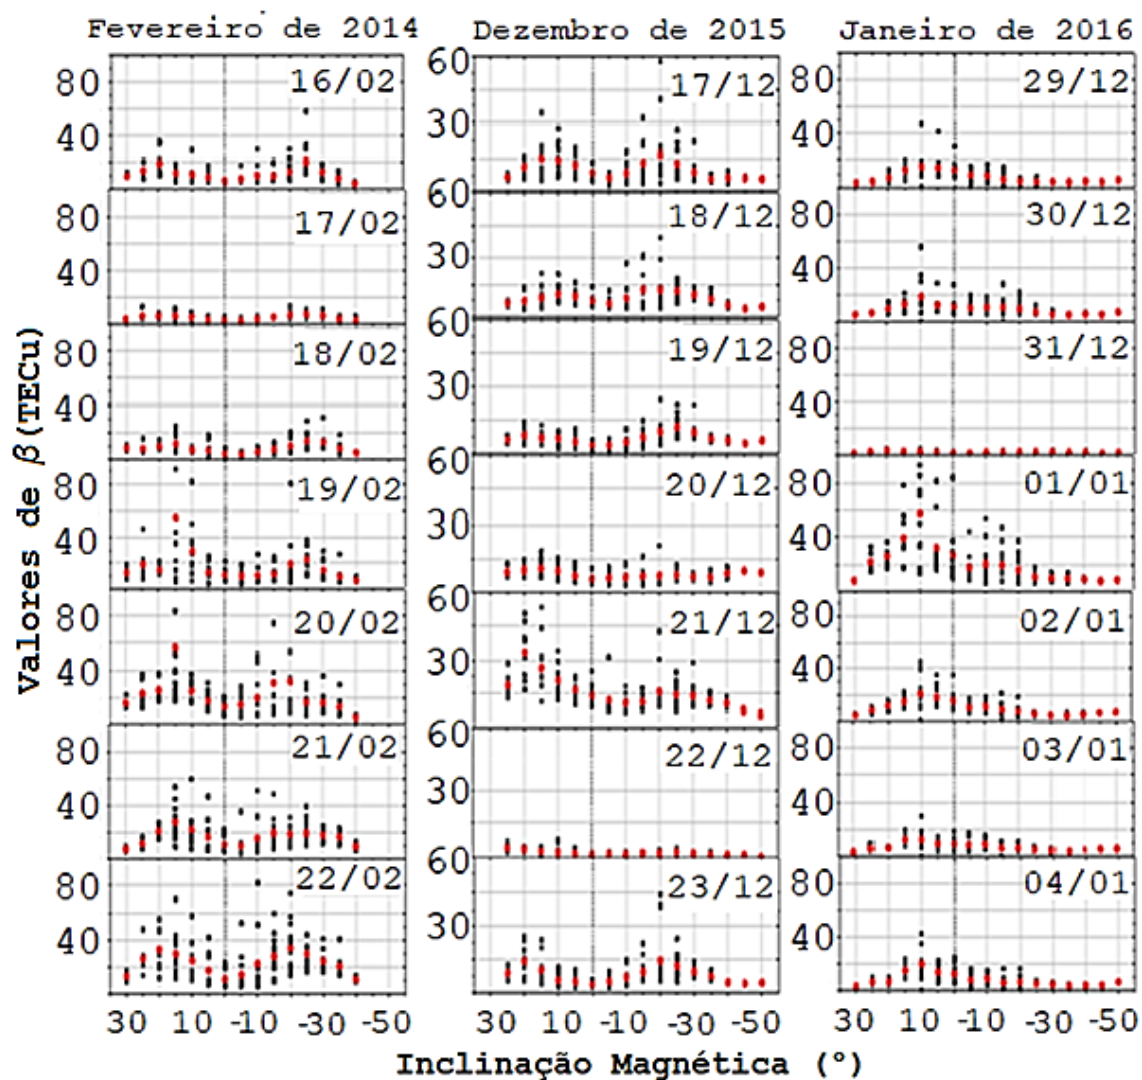 Fevereiro de 2014 Dezembro de 2015 Janeiro de 2016
Valores de β(TECu)
80 16/02 60 17/12 80 29/12
40 30 40
80 17/02 60 18/12 80 30/12
40 30 40
80 18/02 60 19/12 80 31/12
40 30 40
80 19/02 60 20/12 80 01/01
40 30 40
80 20/02 60 21/12 80 02/01
40 30 40
80 21/02 60 22/12 80 03/01
40 30 40
80 22/02 60 23/12 80 04/01
40 30 40
30 10 -10 -30 -50 30 10 -10 -30 -50 30 10 -10 -30 -50
Inclinação Magnética (°)